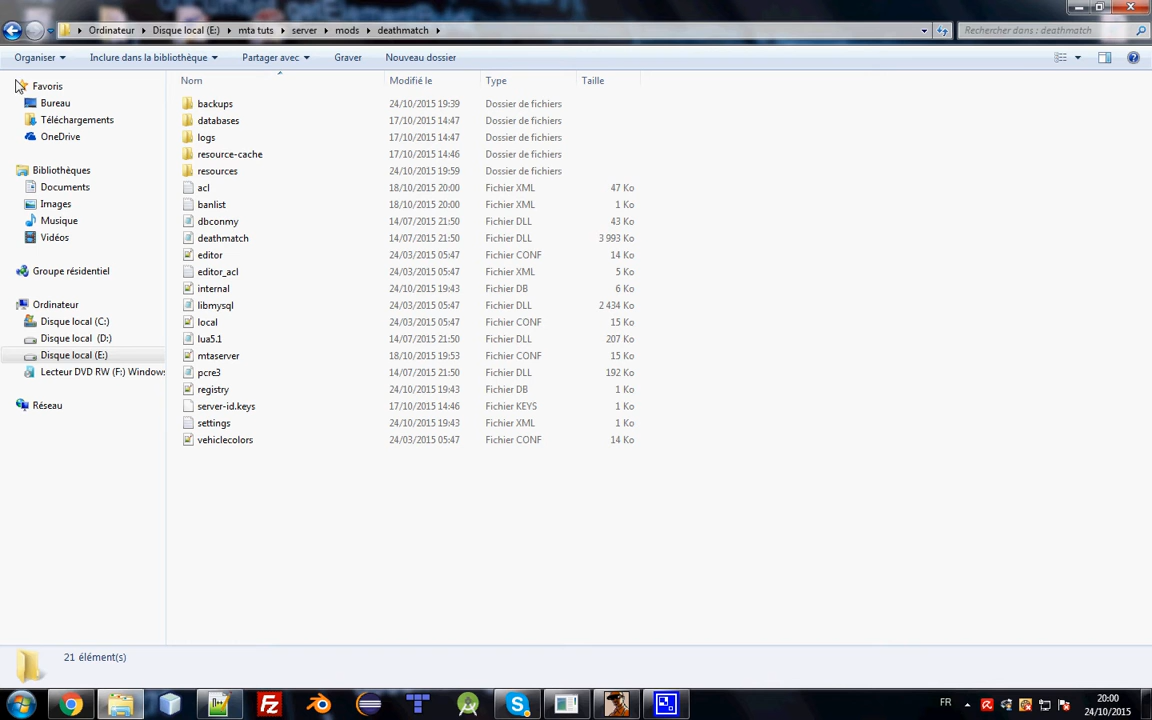 Ordinateur Disque local (E:) mta tuts server mods deathmatch Rechercher dans : deathmatch
Organiser Inclure dans la bibliothèque Partager avec Graver Nouveau dossier
Favoris
Bureau
Téléchargements
OneDrive
Bibliothèques
Documents
Images
Musique
Vidéos
Groupe résidentiel
Ordinateur
Disque local (C:)
Disque local (D:)
Disque local (E:)
Lecteur DVD RW (F:) Windows
Réseau
Nom Modifié le Type Taille
backups 24/10/2015 19:39 Dossier de fichiers
databases 17/10/2015 14:47 Dossier de fichiers
logs 17/10/2015 14:47 Dossier de fichiers
resource-cache 17/10/2015 14:46 Dossier de fichiers
resources 24/10/2015 19:59 Dossier de fichiers
acl 18/10/2015 20:00 Fichier XML 47 Ko
banlist 18/10/2015 20:00 Fichier XML 1 Ko
dbconmy 14/07/2015 21:50 Fichier DLL 43 Ko
deathmatch 14/07/2015 21:50 Fichier DLL 3 993 Ko
editor 24/03/2015 05:47 Fichier CONF 14 Ko
editor_acl 24/03/2015 05:47 Fichier XML 5 Ko
internal 24/10/2015 19:43 Fichier DB 6 Ko
libmysql 24/03/2015 05:47 Fichier DLL 2 434 Ko
local 24/03/2015 05:47 Fichier CONF 15 Ko
lua5.1 14/07/2015 21:50 Fichier DLL 207 Ko
mtaserver 18/10/2015 19:53 Fichier CONF 15 Ko
pcre3 14/07/2015 21:50 Fichier DLL 192 Ko
registry 24/10/2015 19:43 Fichier DB 1 Ko
server-id.keys 17/10/2015 14:46 Fichier KEYS 1 Ko
settings 24/10/2015 19:43 Fichier XML 1 Ko
vehiclecolors 24/03/2015 05:47 Fichier CONF 14 Ko
21 élément(s)
FR 20:00
24/10/2015